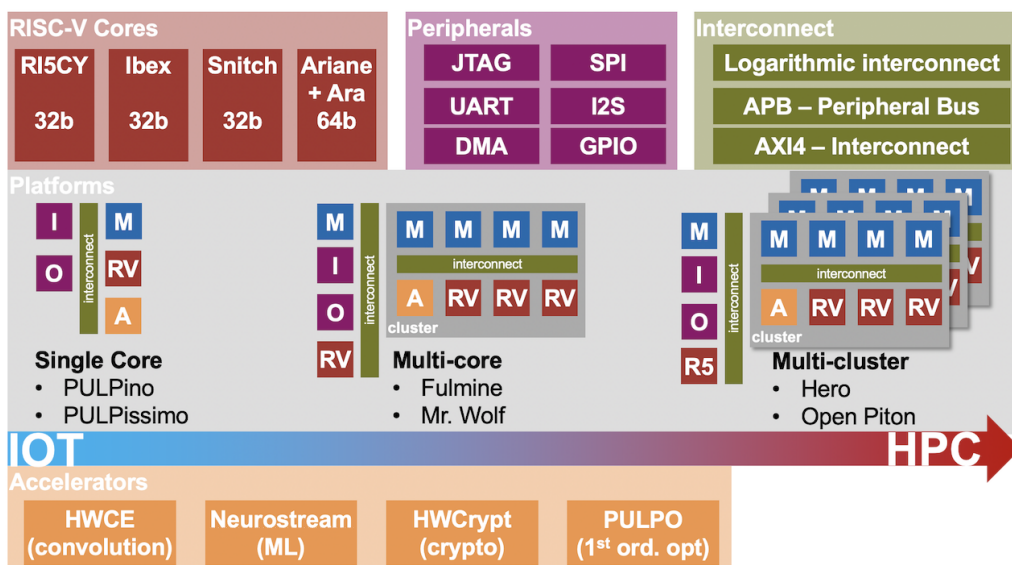 RISC-V Cores
RI5CY
32b
Ibex
32b
Snitch
32b
Ariane
+ Ara
64b
Peripherals
JTAG
SPI
UART
I2S
DMA
GPIO
Interconnect
Logarithmic interconnect
APB – Peripheral Bus
AXI4 – Interconnect
Platforms
I
O
interconnect
M
RV
A
Single Core
• PULPino
• PULPissimo
M
I
O
RV
interconnect
M M M M
interconnect
A RV RV RV
cluster
Multi-core
• Fulmine
• Mr. Wolf
M
I
O
R5
interconnect
M M M M
M M M M
M M M M
interconnect
A RV RV RV
RV
RV
cluster
Multi-cluster
• Hero
• Open Piton
IOT
HPC
Accelerators
HWCE
(convolution)
Neurostream
(ML)
HWCrypt
(crypto)
PULPO
(1st ord. opt)